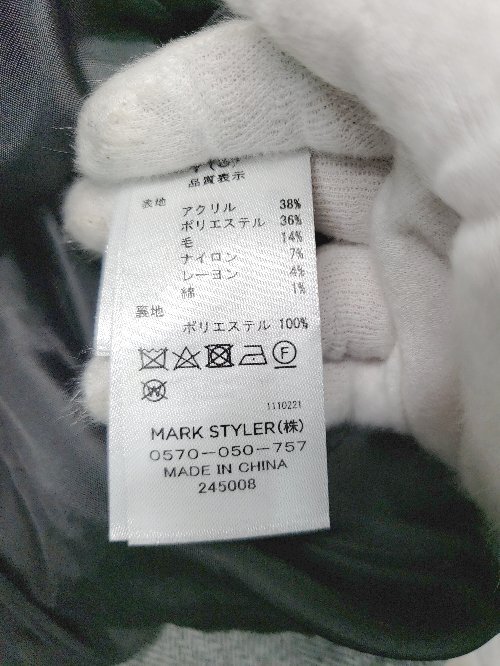 品質表示
表地
アクリル 38%
ポリエステル 36%
毛 14%
ナイロン 7%
レーヨン 4%
綿 1%
裏地
ポリエステル 100%
F
W
1110221
MARK STYLER(株)
0570-050-757
MADE IN CHINA
245008